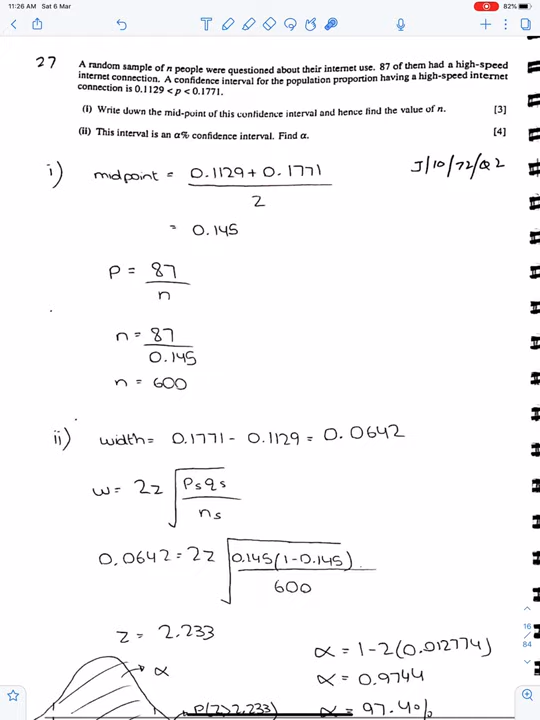 11:26 AM Sat 6 Mar
82%
27
A random sample of n people were questioned about their internet use. 87 of them had a high-speed
internet connection. A confidence interval for the population proportion having a high-speed internet
connection is 0.1129 < p < 0.1771.
(i) Write down the mid-point of this confidence interval and hence find the value of n. [3]
(ii) This interval is an α% confidence interval. Find α. [4]
J/10/72/Q2
i) midpoint = 0.1129 + 0.1771
2
= 0.145
P = 87
n
n = 87
0.145
n = 600
ii) width = 0.1771 - 0.1129 = 0.0642
w = 2z √ Psqs
ns
0.0642 = 2z √ 0.145(1-0.145)
600
z = 2.233
α
P(Z>2.233)
α = 1-2(0.012774)
α = 0.9744
α = 97.4%
16
84